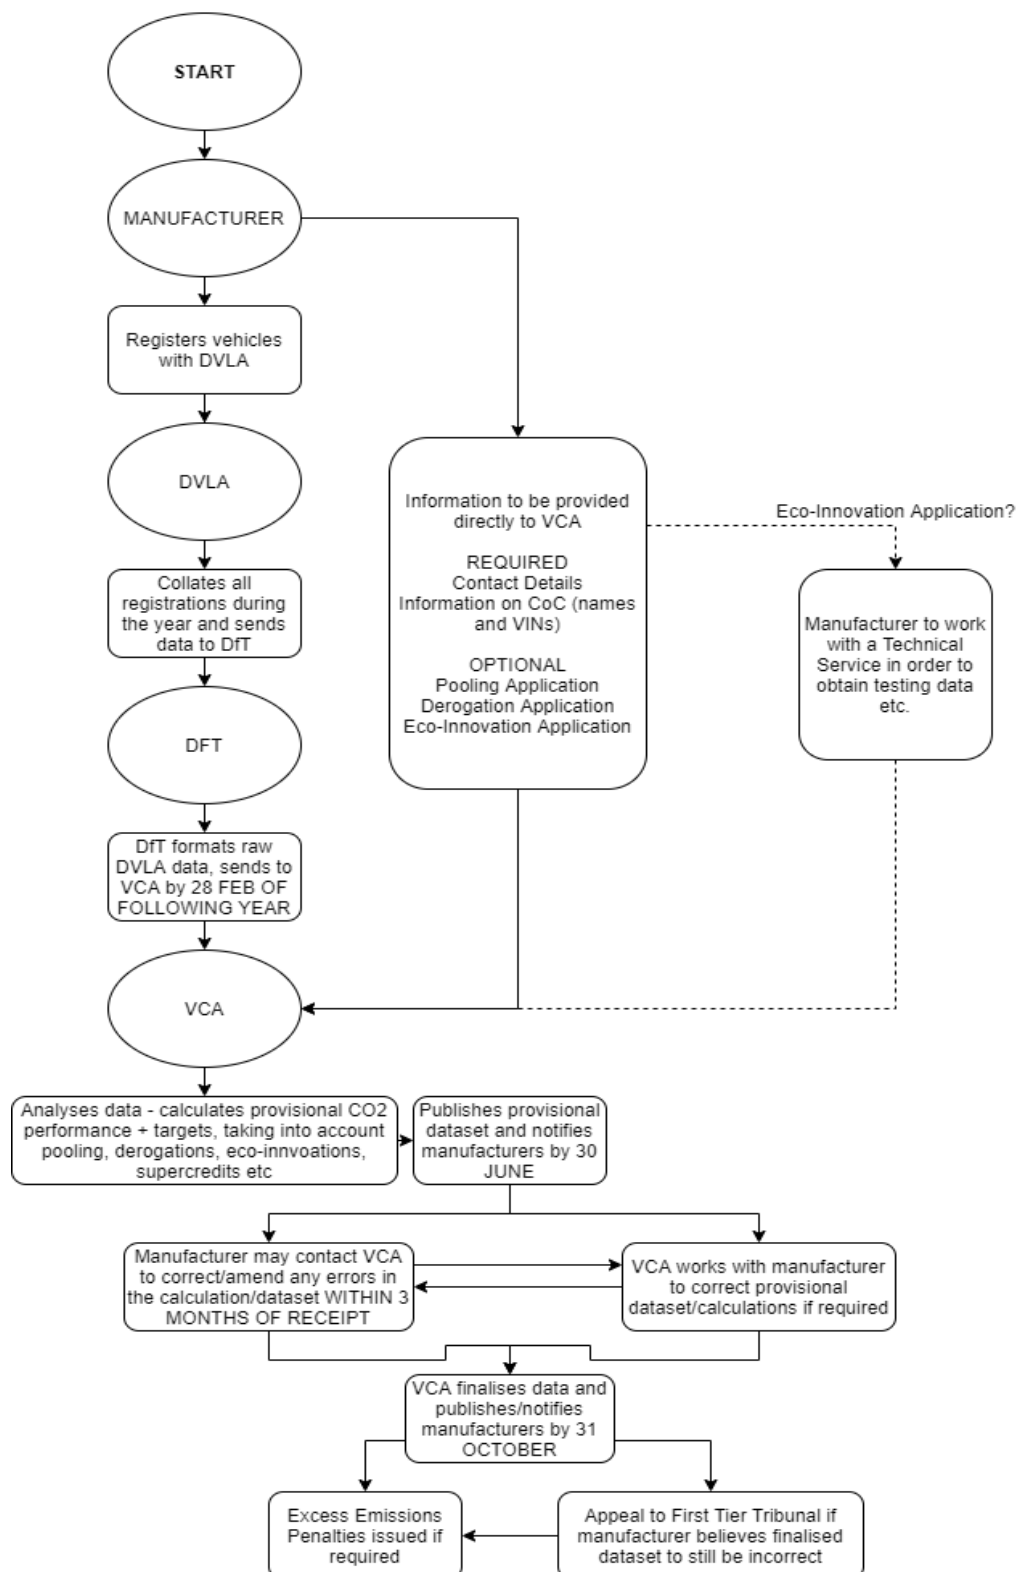 START
MANUFACTURER
Registers vehicles
with DVLA
DVLA
Collates all
registrations during
the year and sends
data to DfT
DFT
DfT formats raw
DVLA data, sends to
VCA by 28 FEB OF
FOLLOWING YEAR
Information to be provided
directly to VCA
REQUIRED
Contact Details
Information on CoC (names
and VINs)
OPTIONAL
Pooling Application
Derogation Application
Eco-Innovation Application
Eco-Innovation Application?
Manufacturer to work
with a Technical
Service in order to
obtain testing data
etc.
VCA
Analyses data - calculates provisional CO2
performance + targets, taking into account
pooling, derogations, eco-innvoations,
supercredits etc
Publishes provisional
dataset and notifies
manufacturers by 30
JUNE
Manufacturer may contact VCA
to correct/amend any errors in
the calculation/dataset WITHIN 3
MONTHS OF RECEIPT
VCA works with manufacturer
to correct provisional
dataset/calculations if required
VCA finalises data and
publishes/notifies
manufacturers by 31
OCTOBER
Excess Emissions
Penalties issued if
required
Appeal to First Tier Tribunal if
manufacturer believes finalised
dataset to still be incorrect